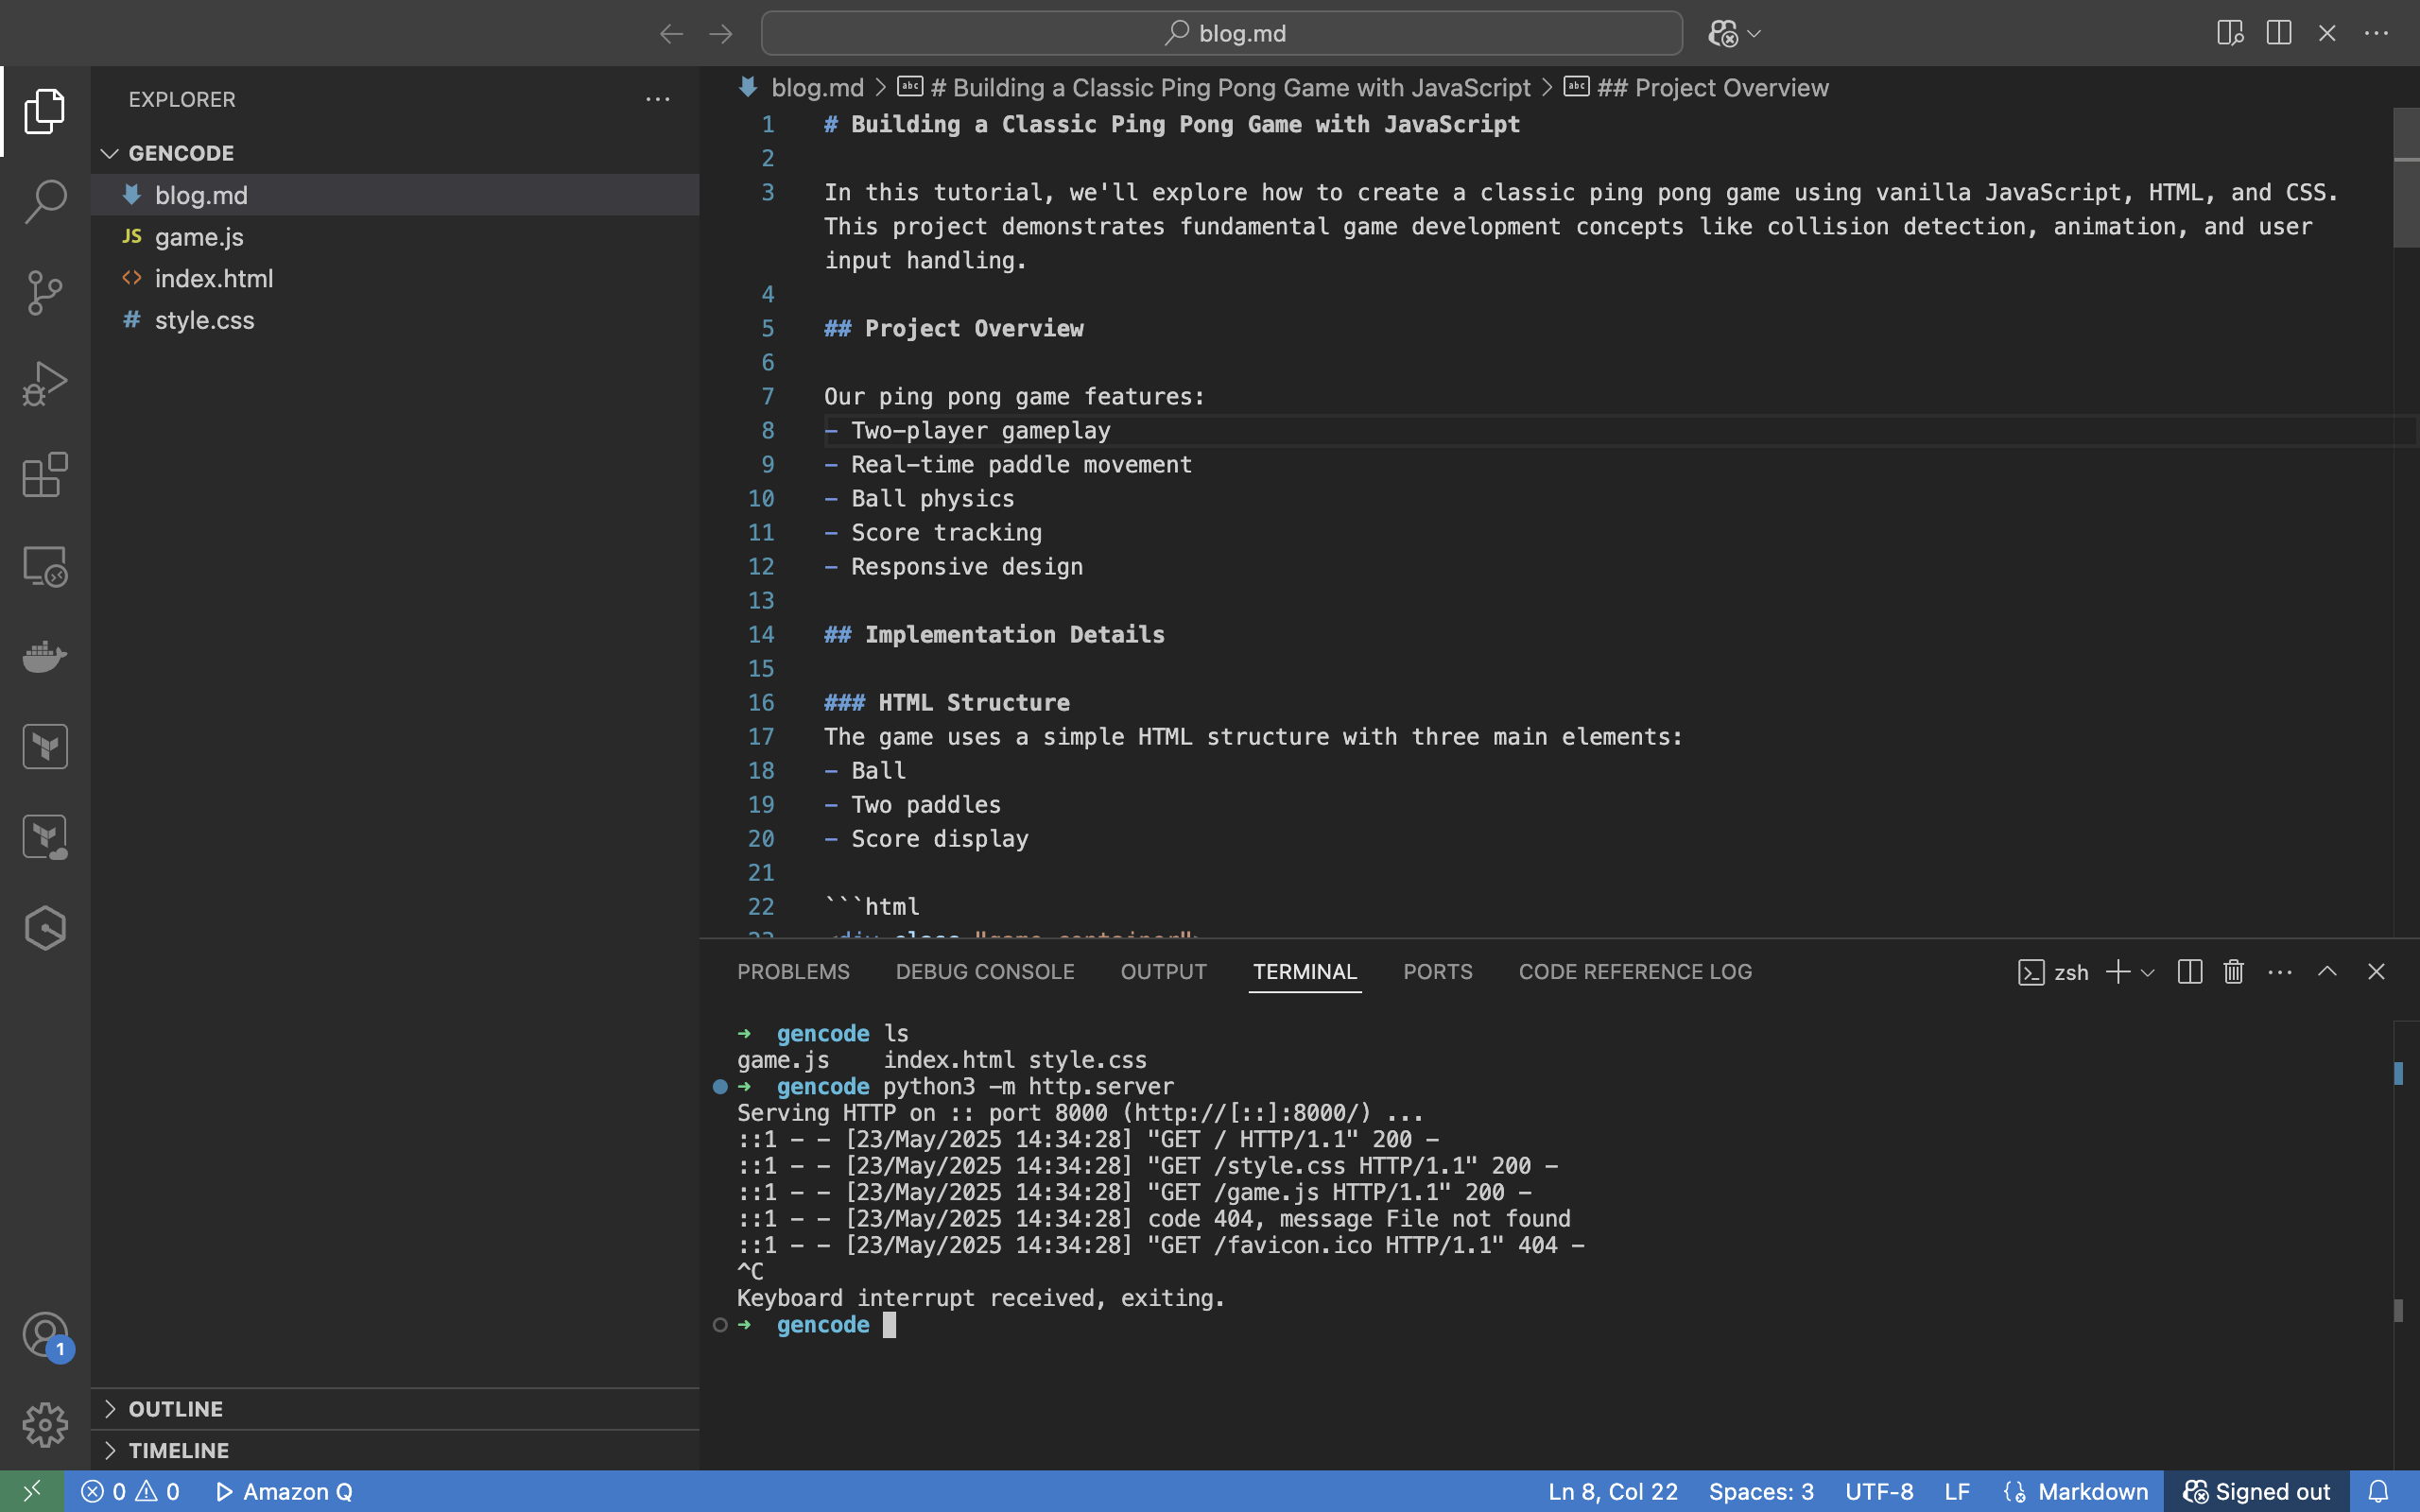 blog.md
EXPLORER
GENCODE
blog.md
JS game.js
<> index.html
# style.css
OUTLINE
TIMELINE
blog.md > abc # Building a Classic Ping Pong Game with JavaScript > abc ## Project Overview
1 # Building a Classic Ping Pong Game with JavaScript
2
3 In this tutorial, we'll explore how to create a classic ping pong game using vanilla JavaScript, HTML, and CSS.
This project demonstrates fundamental game development concepts like collision detection, animation, and user
input handling.
4
5 ## Project Overview
6
7 Our ping pong game features:
8 - Two-player gameplay
9 - Real-time paddle movement
10 - Ball physics
11 - Score tracking
12 - Responsive design
13
14 ## Implementation Details
15
16 ### HTML Structure
17 The game uses a simple HTML structure with three main elements:
18 - Ball
19 - Two paddles
20 - Score display
21
22 ```html
23 <div class="game-container">
PROBLEMS DEBUG CONSOLE OUTPUT TERMINAL PORTS CODE REFERENCE LOG zsh
➜ gencode ls
game.js index.html style.css
➜ gencode python3 -m http.server
Serving HTTP on :: port 8000 (http://[::]:8000/) ...
::1 - - [23/May/2025 14:34:28] "GET / HTTP/1.1" 200 -
::1 - - [23/May/2025 14:34:28] "GET /style.css HTTP/1.1" 200 -
::1 - - [23/May/2025 14:34:28] "GET /game.js HTTP/1.1" 200 -
::1 - - [23/May/2025 14:34:28] code 404, message File not found
::1 - - [23/May/2025 14:34:28] "GET /favicon.ico HTTP/1.1" 404 -
^C
Keyboard interrupt received, exiting.
➜ gencode
1
0 0 Amazon Q Ln 8, Col 22 Spaces: 3 UTF-8 LF Markdown Signed out